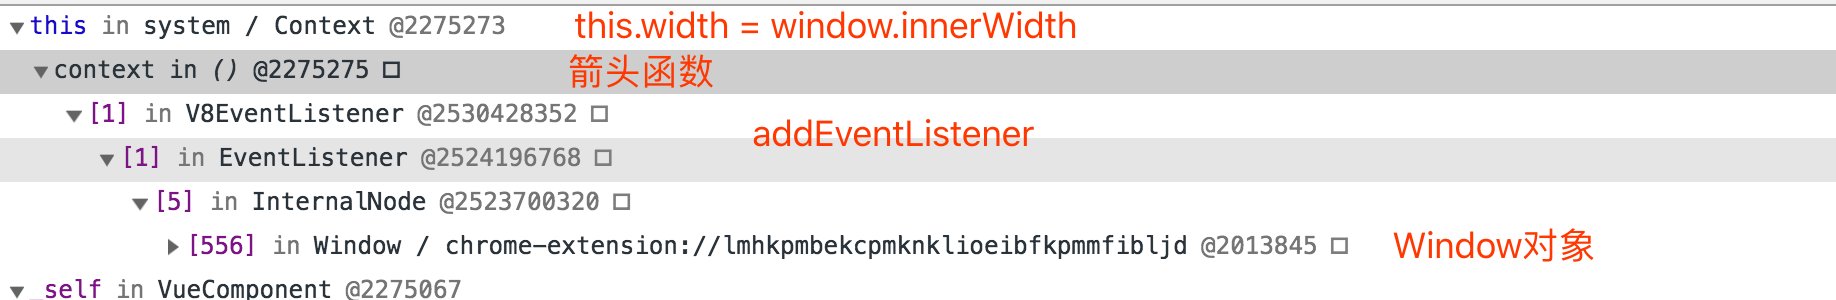 this in system / Context @2275273 this.width = window.innerWidth
context in () @2275275 箭头函数
[1] in V8EventListener @2530428352
addEventListener
[1] in EventListener @2524196768
[5] in InternalNode @2523700320
[556] in Window / chrome-extension://lmhkpmbekcpmknklioeibfkpmmfibljd @2013845 Window对象
_self in VueComponent @2275067